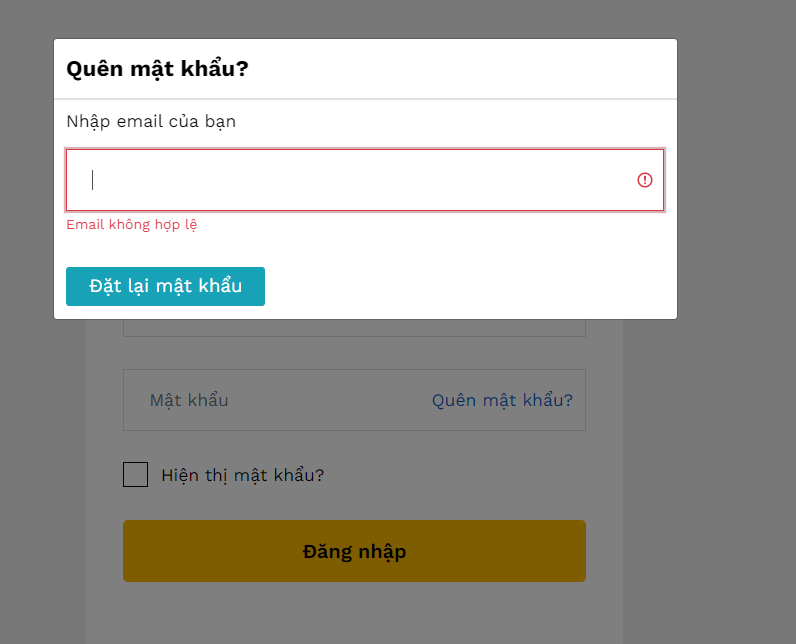 Quên mật khẩu?
Nhập email của bạn
Email không hợp lệ
Đặt lại mật khẩu
Mật khẩu Quên mật khẩu?
Hiện thị mật khẩu?
Đăng nhập